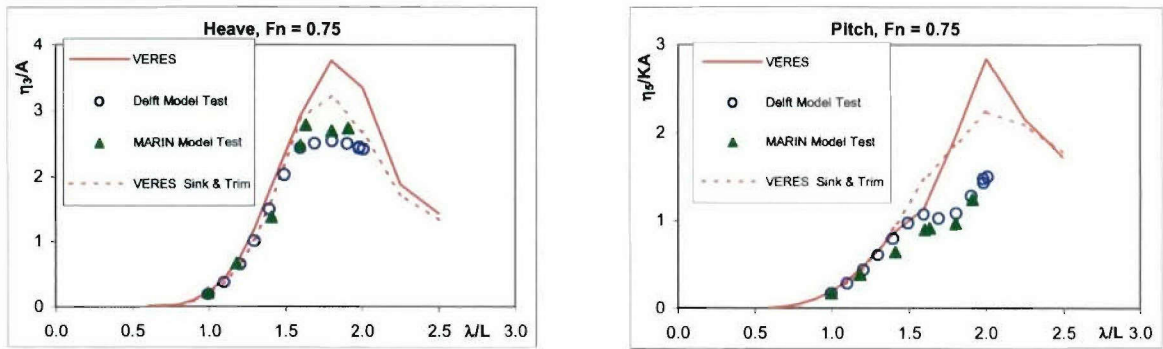 Heave, Fn = 0.75
η3/A
4
3
2
1
0
VERES
Delft Model Test
MARIN Model Test
VERES Sink & Trim
0.0 0.5 1.0 1.5 2.0 2.5 λ/L 3.0
Pitch, Fn = 0.75
η5/KA
3
2
1
0
VERES
Delft Model Test
MARIN Model Test
VERES Sink & Trim
0.0 0.5 1.0 1.5 2.0 2.5 λ/L 3.0